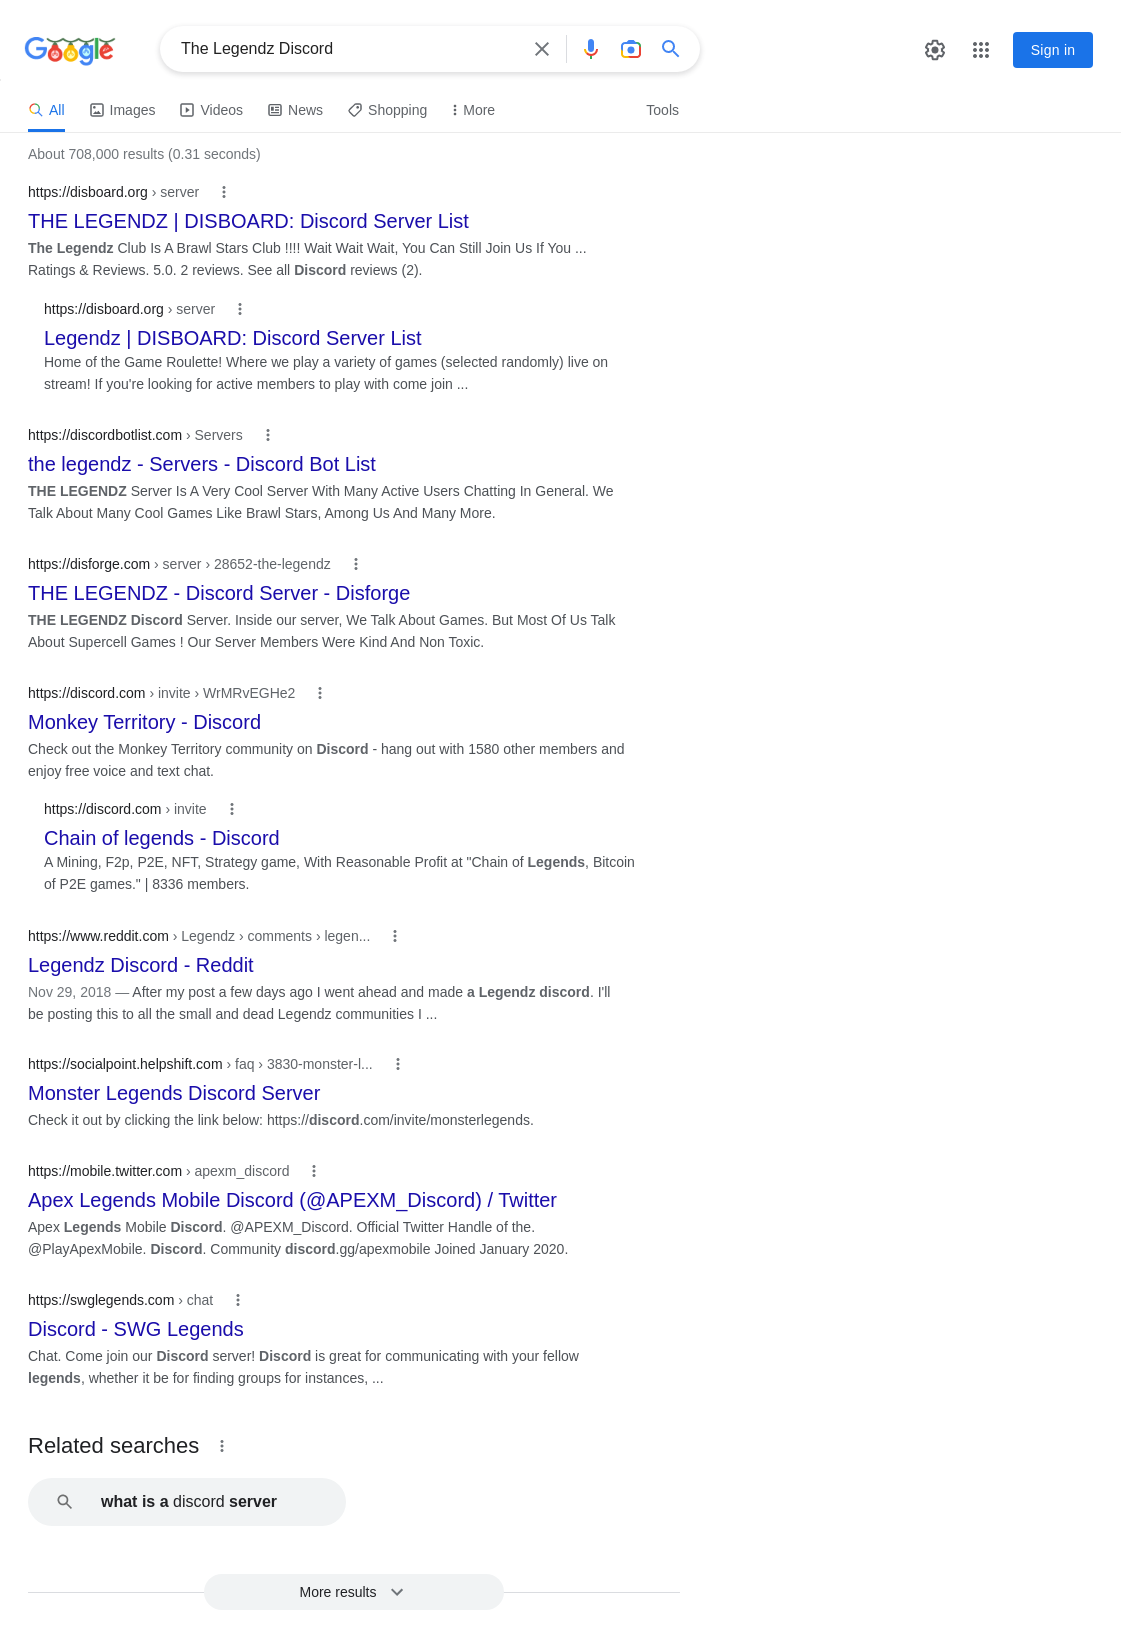 Google
The Legendz Discord
Sign in
All Images Videos News Shopping More Tools
About 708,000 results (0.31 seconds)
https://disboard.org › server
THE LEGENDZ | DISBOARD: Discord Server List
The Legendz Club Is A Brawl Stars Club !!!! Wait Wait Wait, You Can Still Join Us If You ...
Ratings & Reviews. 5.0. 2 reviews. See all Discord reviews (2).
https://disboard.org › server
Legendz | DISBOARD: Discord Server List
Home of the Game Roulette! Where we play a variety of games (selected randomly) live on
stream! If you're looking for active members to play with come join ...
https://discordbotlist.com › Servers
the legendz - Servers - Discord Bot List
THE LEGENDZ Server Is A Very Cool Server With Many Active Users Chatting In General. We
Talk About Many Cool Games Like Brawl Stars, Among Us And Many More.
https://disforge.com › server › 28652-the-legendz
THE LEGENDZ - Discord Server - Disforge
THE LEGENDZ Discord Server. Inside our server, We Talk About Games. But Most Of Us Talk
About Supercell Games ! Our Server Members Were Kind And Non Toxic.
https://discord.com › invite › WrMRvEGHe2
Monkey Territory - Discord
Check out the Monkey Territory community on Discord - hang out with 1580 other members and
enjoy free voice and text chat.
https://discord.com › invite
Chain of legends - Discord
A Mining, F2p, P2E, NFT, Strategy game, With Reasonable Profit at "Chain of Legends, Bitcoin
of P2E games." | 8336 members.
https://www.reddit.com › Legendz › comments › legen...
Legendz Discord - Reddit
Nov 29, 2018 — After my post a few days ago I went ahead and made a Legendz discord. I'll
be posting this to all the small and dead Legendz communities I ...
https://socialpoint.helpshift.com › faq › 3830-monster-l...
Monster Legends Discord Server
Check it out by clicking the link below: https://discord.com/invite/monsterlegends.
https://mobile.twitter.com › apexm_discord
Apex Legends Mobile Discord (@APEXM_Discord) / Twitter
Apex Legends Mobile Discord. @APEXM_Discord. Official Twitter Handle of the.
@PlayApexMobile. Discord. Community discord.gg/apexmobile Joined January 2020.
https://swglegends.com › chat
Discord - SWG Legends
Chat. Come join our Discord server! Discord is great for communicating with your fellow
legends, whether it be for finding groups for instances, ...
Related searches
what is a discord server
More results